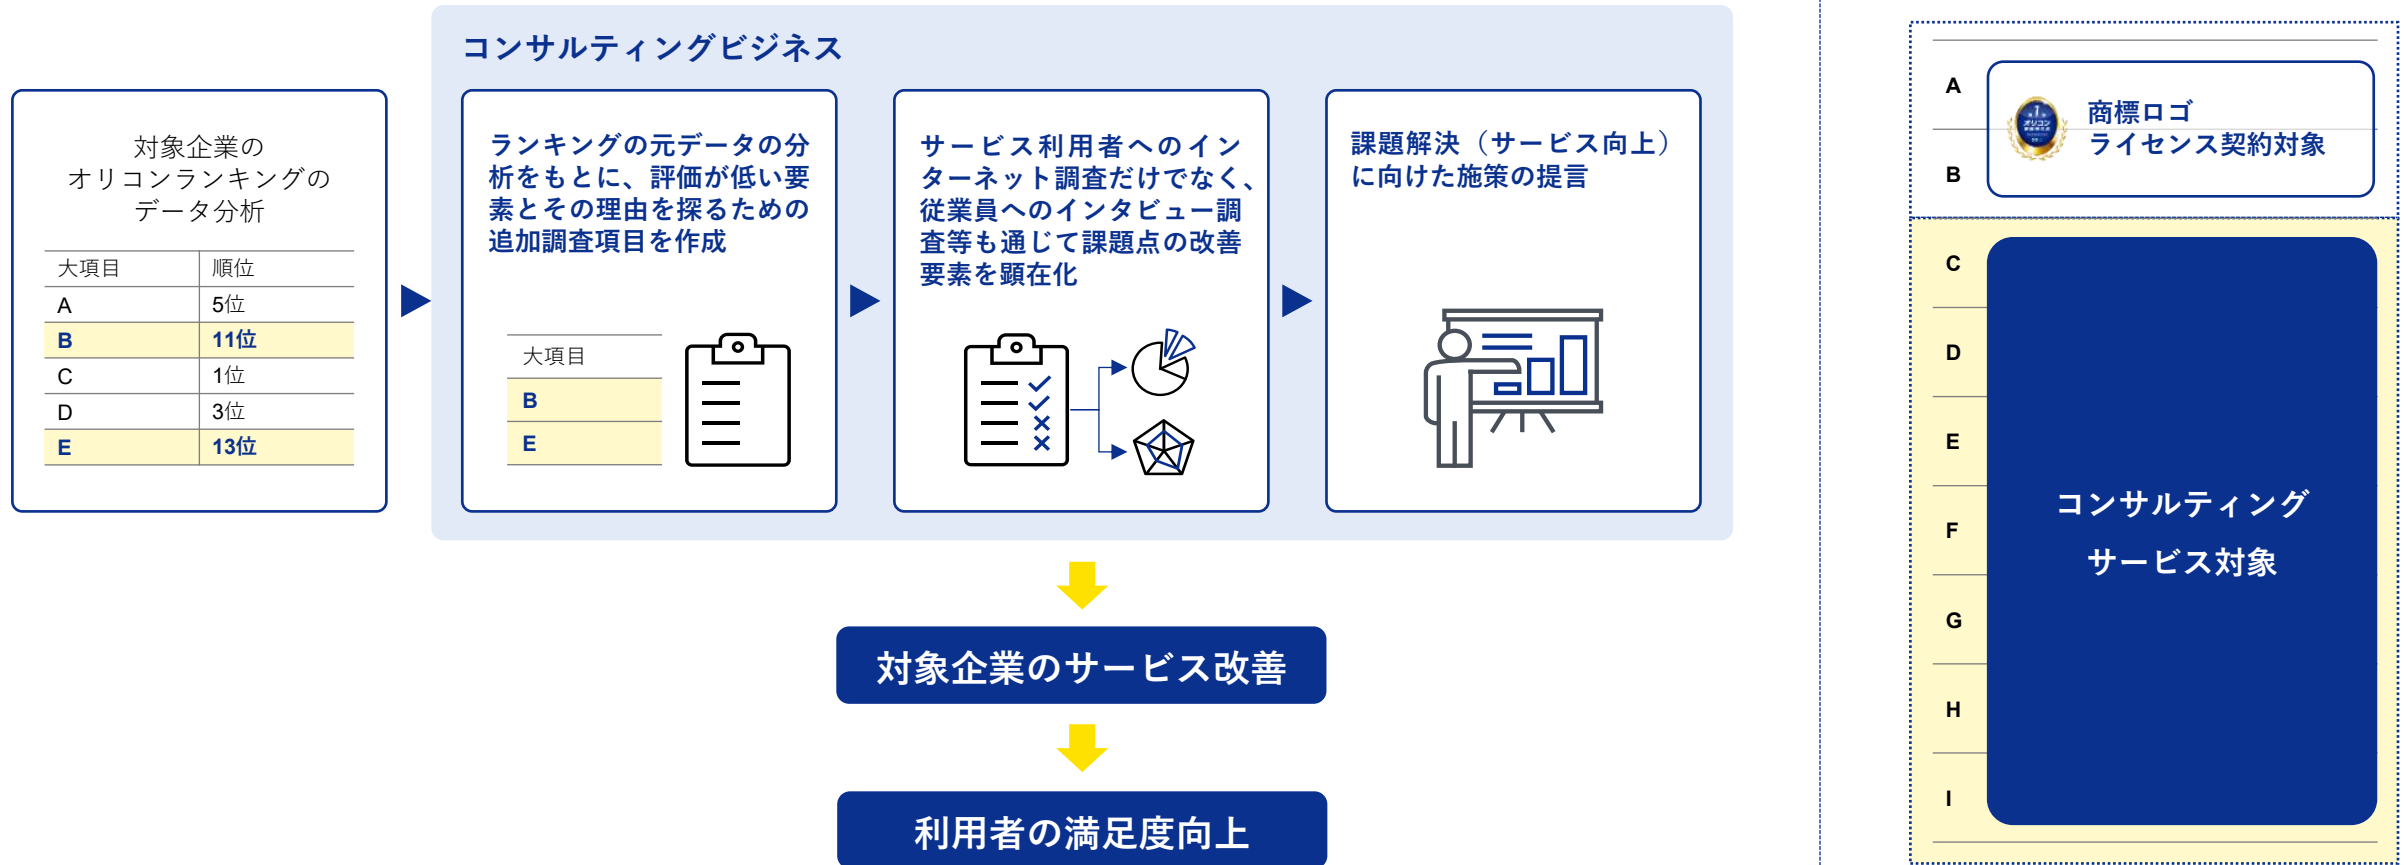 コンサルティングビジネス
対象企業の
オリコンランキングの
データ分析
大項目 順位
A 5位
B 11位
C 1位
D 3位
E 13位
ランキングの元データの分
析をもとに、評価が低い要
素とその理由を探るための
追加調査項目を作成
大項目
B
E
サービス利用者へのイン
ターネット調査だけでなく、
従業員へのインタビュー調
査等も通じて課題点の改善
要素を顕在化
課題解決（サービス向上）
に向けた施策の提言
対象企業のサービス改善
利用者の満足度向上
A
B
オリコン
商標ロゴ
ライセンス契約対象
C
D
E
F
G
H
I
コンサルティング
サービス対象